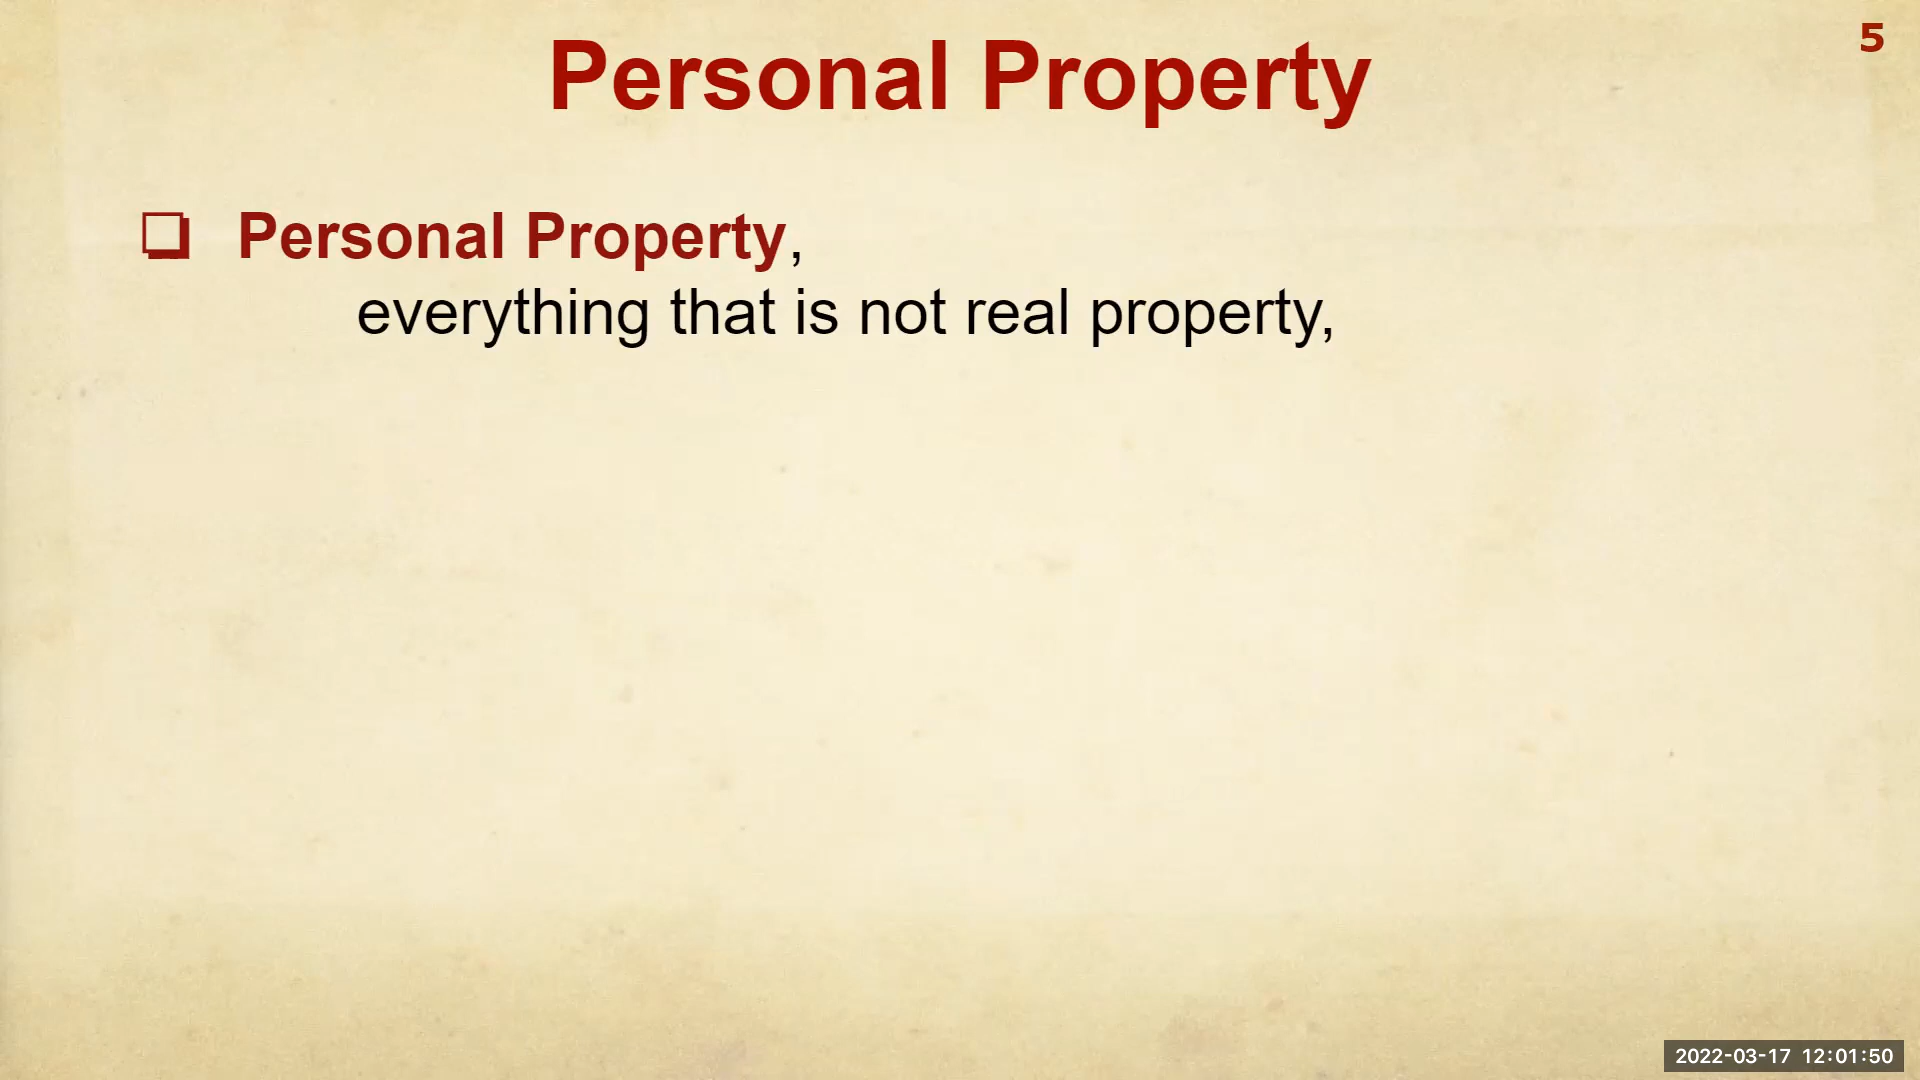 Personal Property
5
❑ Personal Property,
everything that is not real property,
2022-03-17 12:01:50